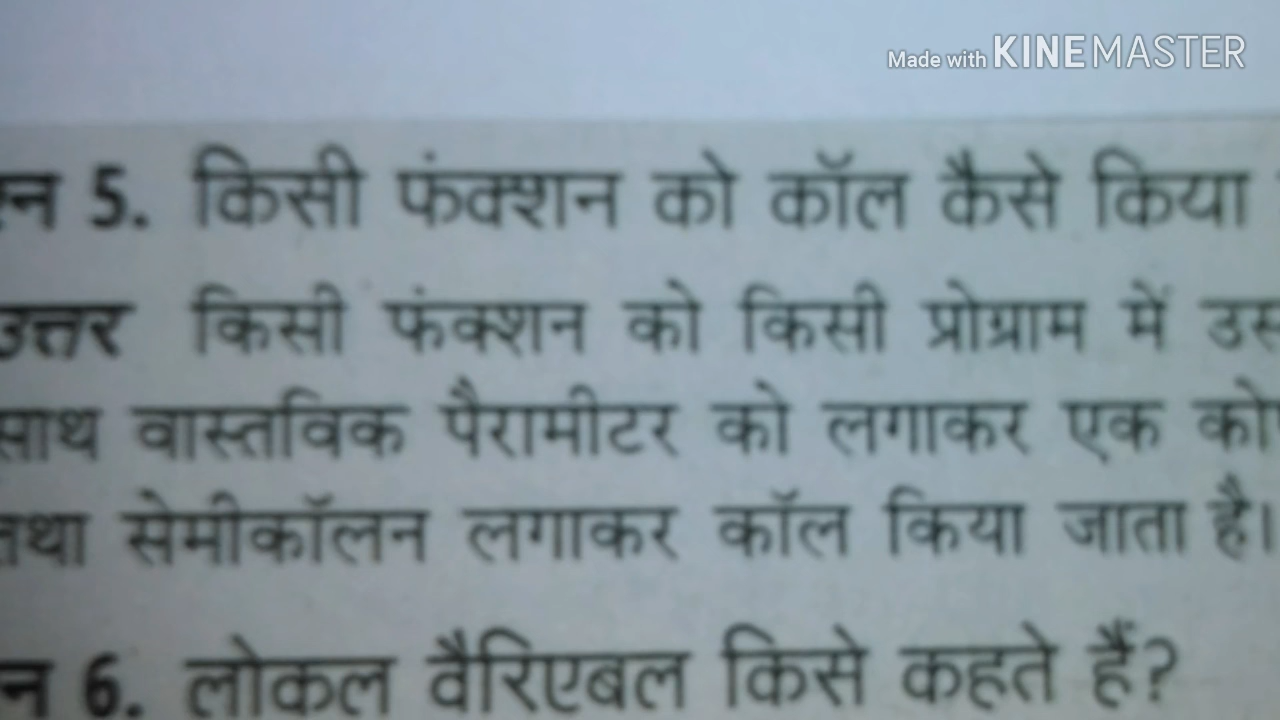 Made with KINEMASTER
5. किसी फंक्शन को कॉल कैसे किया
उत्तर किसी फंक्शन को किसी प्रोग्राम में
साथ वास्तविक पैरामीटर को लगाकर एक
तथा सेमीकॉलन लगाकर कॉल किया जाता है।
6. लोकल वैरिएबल किसे कहते हैं?